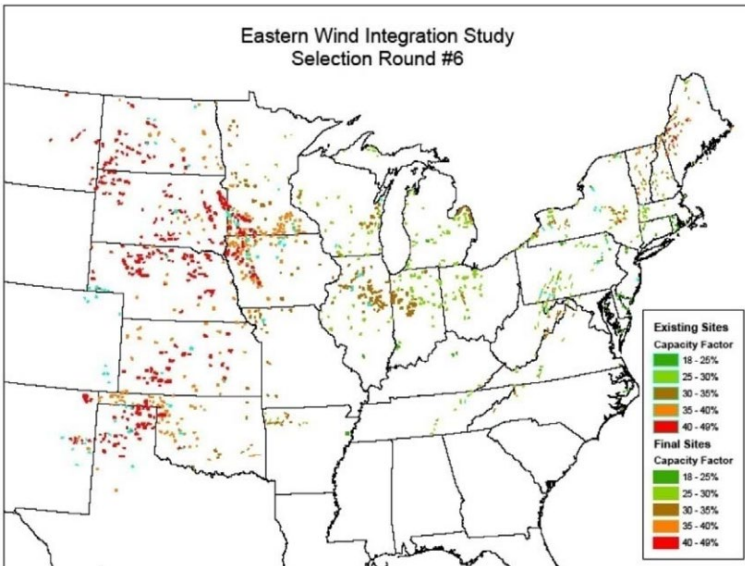 Eastern Wind Integration Study
Selection Round #6
Existing Sites
Capacity Factor
18 - 25%
25 - 30%
30 - 35%
35 - 40%
40 - 49%
Final Sites
Capacity Factor
18 - 25%
25 - 30%
30 - 35%
35 - 40%
40 - 49%